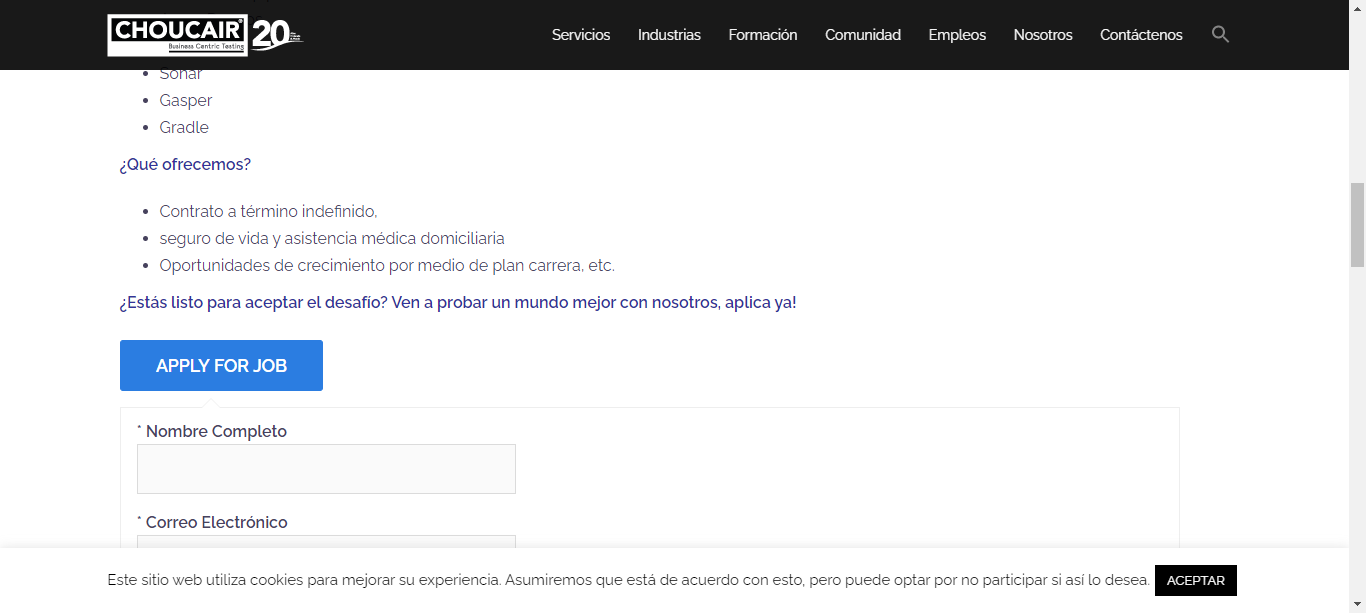 CHOUCAIR
Business Centric Testing
20
Servicios
Industrias
Formación
Comunidad
Empleos
Nosotros
Contáctenos
Sonar
Gasper
Gradle
¿Qué ofrecemos?
Contrato a término indefinido,
seguro de vida y asistencia médica domiciliaria
Oportunidades de crecimiento por medio de plan carrera, etc.
¿Estás listo para aceptar el desafío? Ven a probar un mundo mejor con nosotros, aplica ya!
APPLY FOR JOB
* Nombre Completo
* Correo Electrónico
Este sitio web utiliza cookies para mejorar su experiencia. Asumiremos que está de acuerdo con esto, pero puede optar por no participar si así lo desea. ACEPTAR